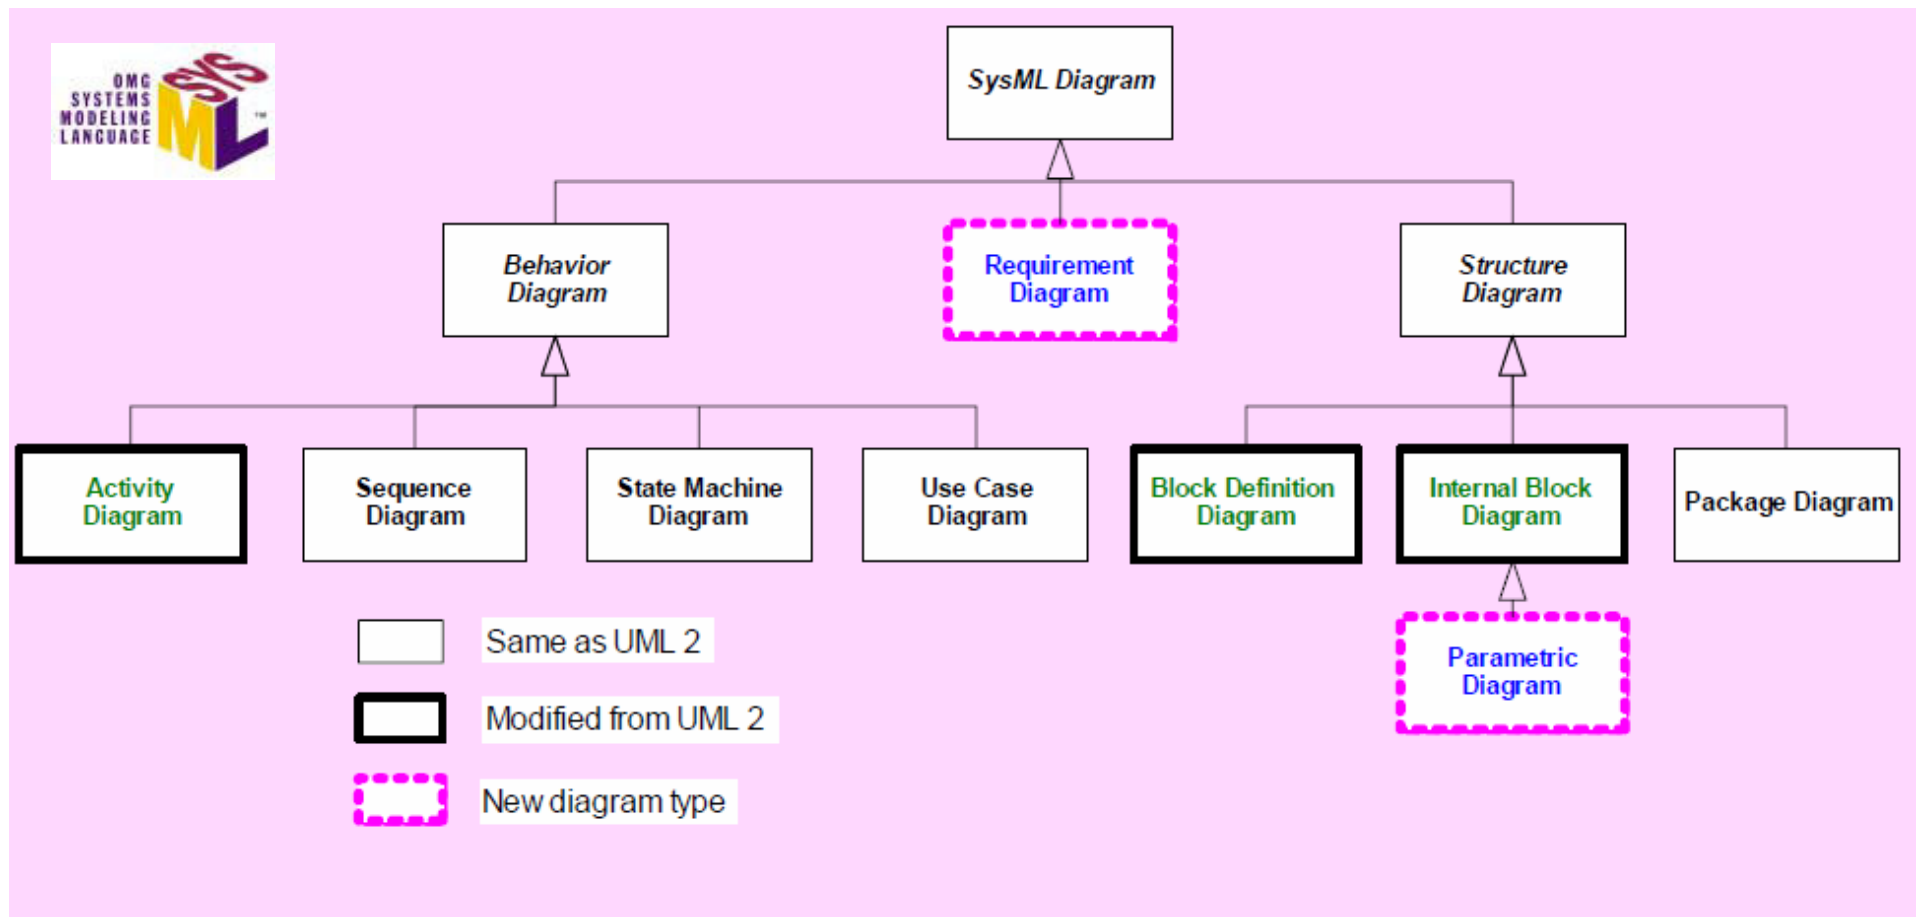 OMG
SYSTEMS
MODELING
LANGUAGE
SYS
ML
TM
SysML Diagram
Behavior
Diagram
Requirement
Diagram
Structure
Diagram
Activity
Diagram
Sequence
Diagram
State Machine
Diagram
Use Case
Diagram
Block Definition
Diagram
Internal Block
Diagram
Package Diagram
Parametric
Diagram
Same as UML 2
Modified from UML 2
New diagram type